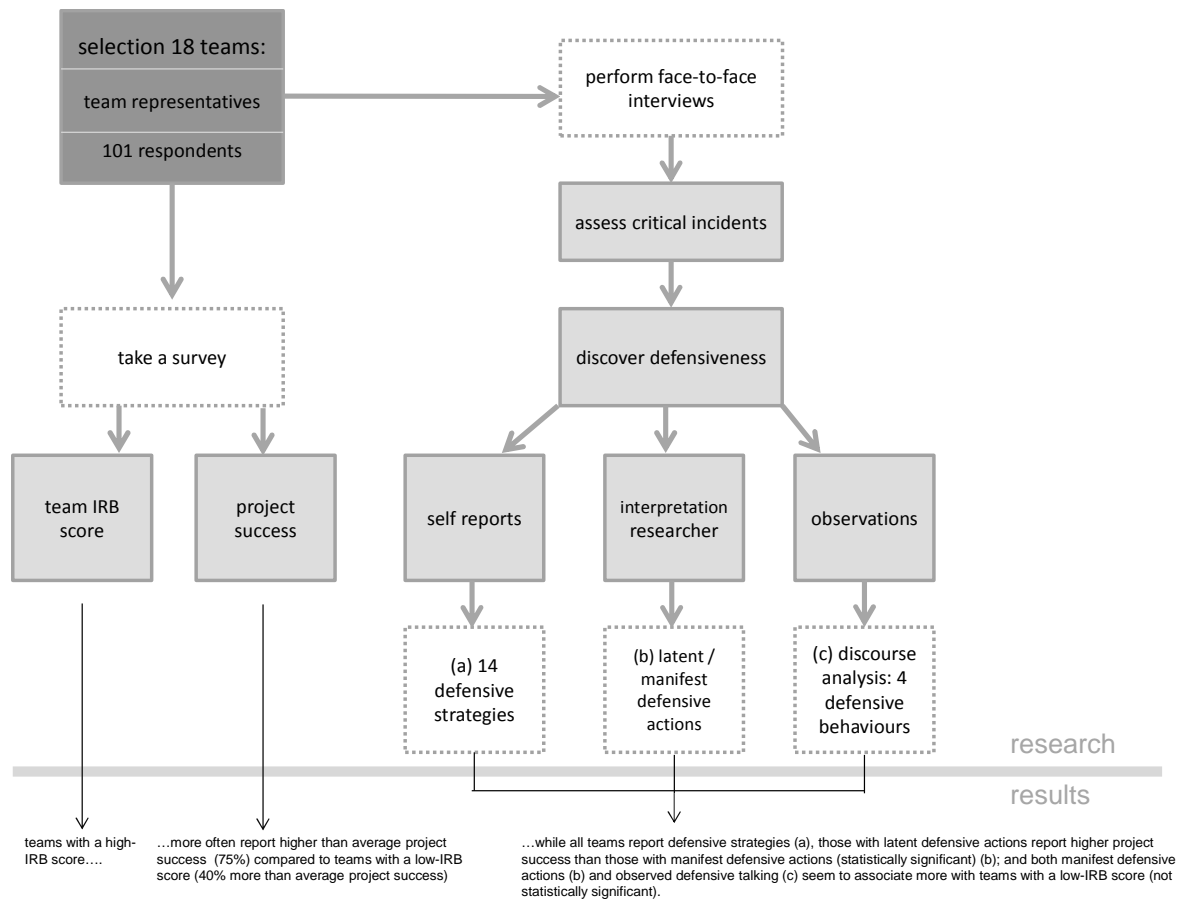 selection 18 teams:
team representatives
101 respondents
perform face-to-face
interviews
assess critical incidents
take a survey
discover defensiveness
team IRB
score
project
success
self reports
interpretation
researcher
observations
(a) 14
defensive
strategies
(b) latent /
manifest
defensive
actions
(c) discourse
analysis: 4
defensive
behaviours
research
results
teams with a high-
IRB score….
…more often report higher than average project
success (75%) compared to teams with a low-IRB
score (40% more than average project success)
…while all teams report defensive strategies (a), those with latent defensive actions report higher project
success than those with manifest defensive actions (statistically significant) (b); and both manifest defensive
actions (b) and observed defensive talking (c) seem to associate more with teams with a low-IRB score (not
statistically significant).